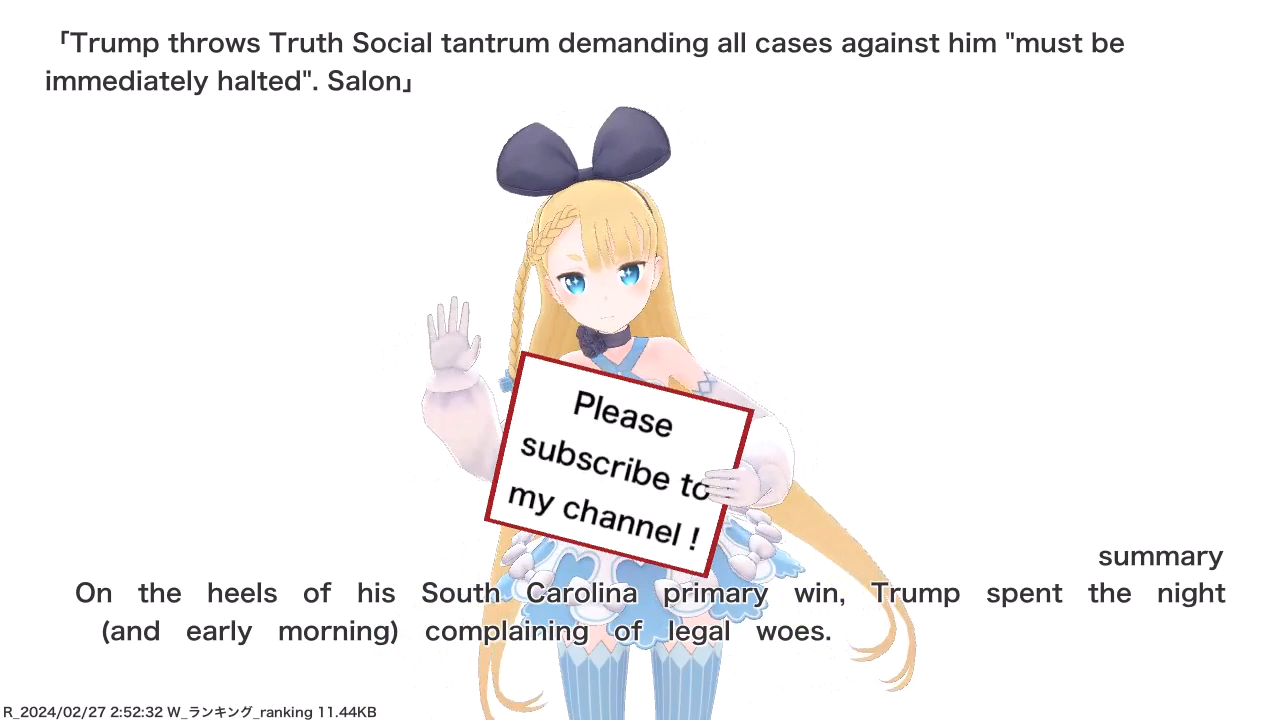 「Trump throws Truth Social tantrum demanding all cases against him "must be
immediately halted". Salon」
Please
subscribe to
my channel !
summary
On the heels of his South Carolina primary win, Trump spent the night
(and early morning) complaining of legal woes.
R_2024/02/27 2:52:32 W_ランキング_ranking 11.44KB